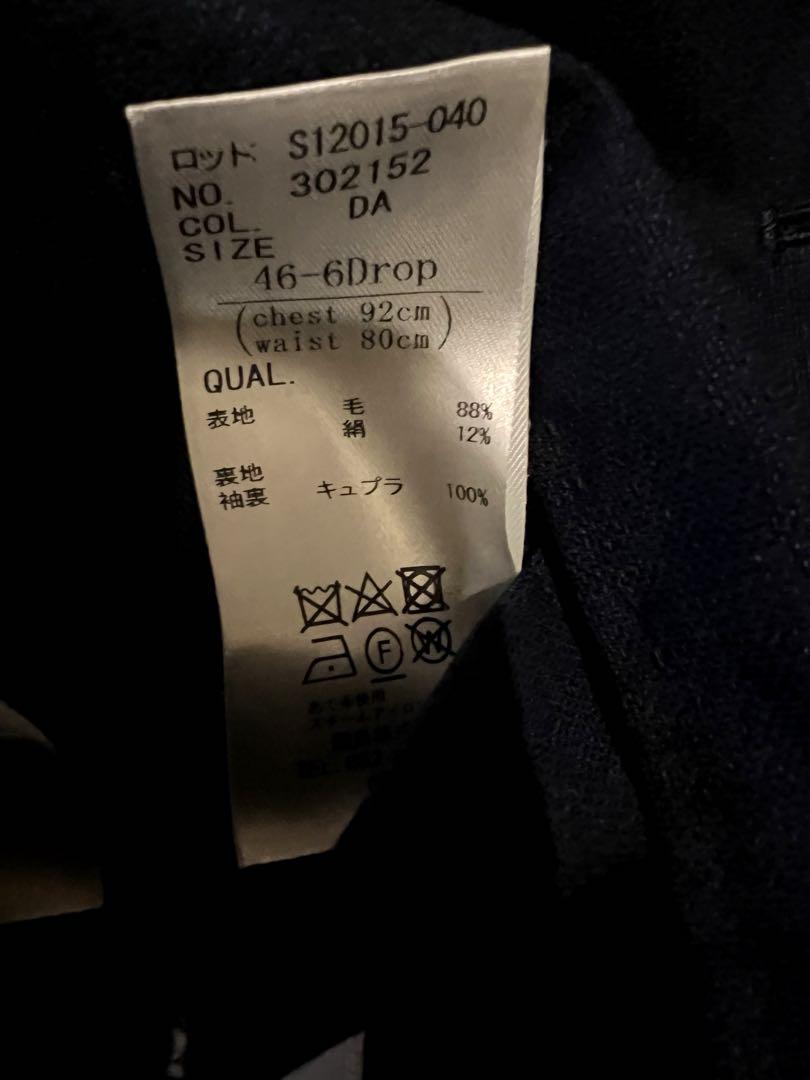 ロット S12015-040
NO. 302152
COL. DA
SIZE
46-6Drop
(chest 92cm
waist 80cm)
QUAL.
表地 毛 88%
絹 12%
裏地
袖裏 キュプラ 100%
F W